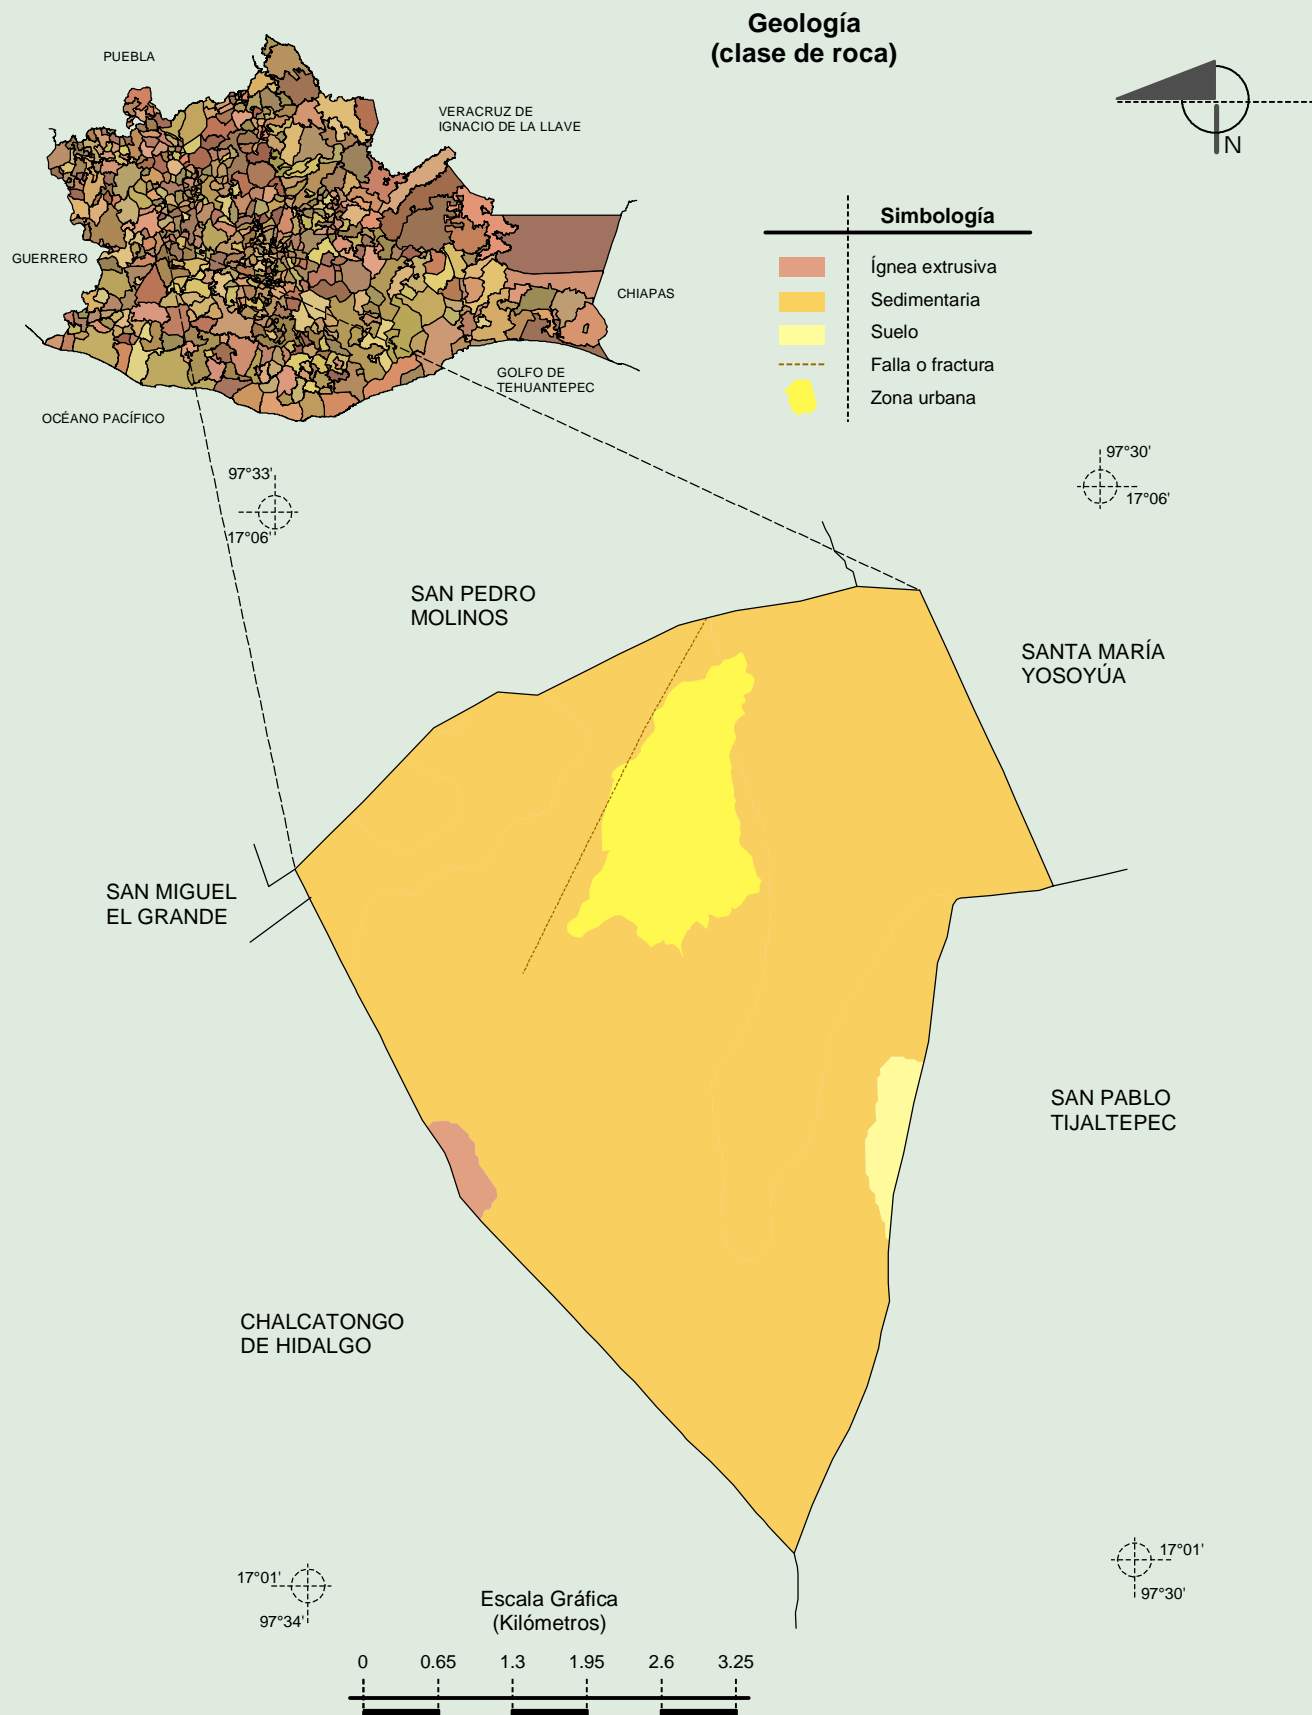 Geología
(clase de roca)
PUEBLA
VERACRUZ DE
IGNACIO DE LA LLAVE
N
GUERRERO
CHIAPAS
GOLFO DE
TEHUANTEPEC
OCÉANO PACÍFICO
Simbología
Ígnea extrusiva
Sedimentaria
Suelo
Falla o fractura
Zona urbana
97°33'
17°06'
97°30'
17°06'
SAN PEDRO
MOLINOS
SANTA MARÍA
YOSOYÚA
SAN MIGUEL
EL GRANDE
SAN PABLO
TIJALTEPEC
CHALCATONGO
DE HIDALGO
17°01'
97°34'
17°01'
97°30'
Escala Gráfica
(Kilómetros)
0 0.65 1.3 1.95 2.6 3.25